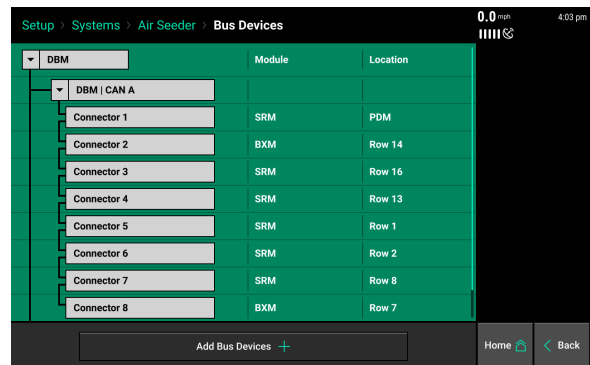 Setup > Systems > Air Seeder > Bus Devices
0.0 mph 4:03 pm
DBM Module Location
DBM | CAN A
Connector 1 SRM PDM
Connector 2 BXM Row 14
Connector 3 SRM Row 16
Connector 4 SRM Row 13
Connector 5 SRM Row 1
Connector 6 SRM Row 2
Connector 7 SRM Row 8
Connector 8 BXM Row 7
Add Bus Devices +
Home < Back